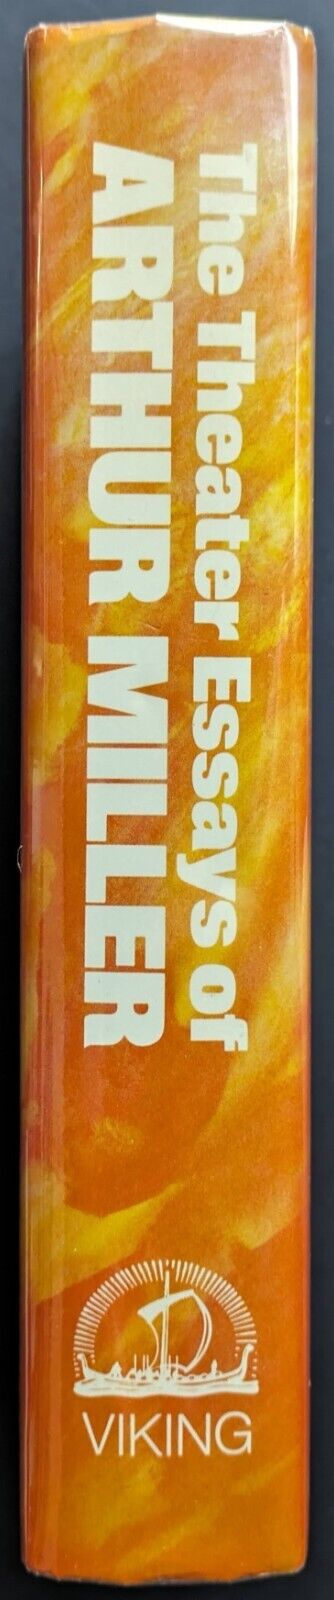 The Theater Essays of
ARTHUR MILLER
VIKING